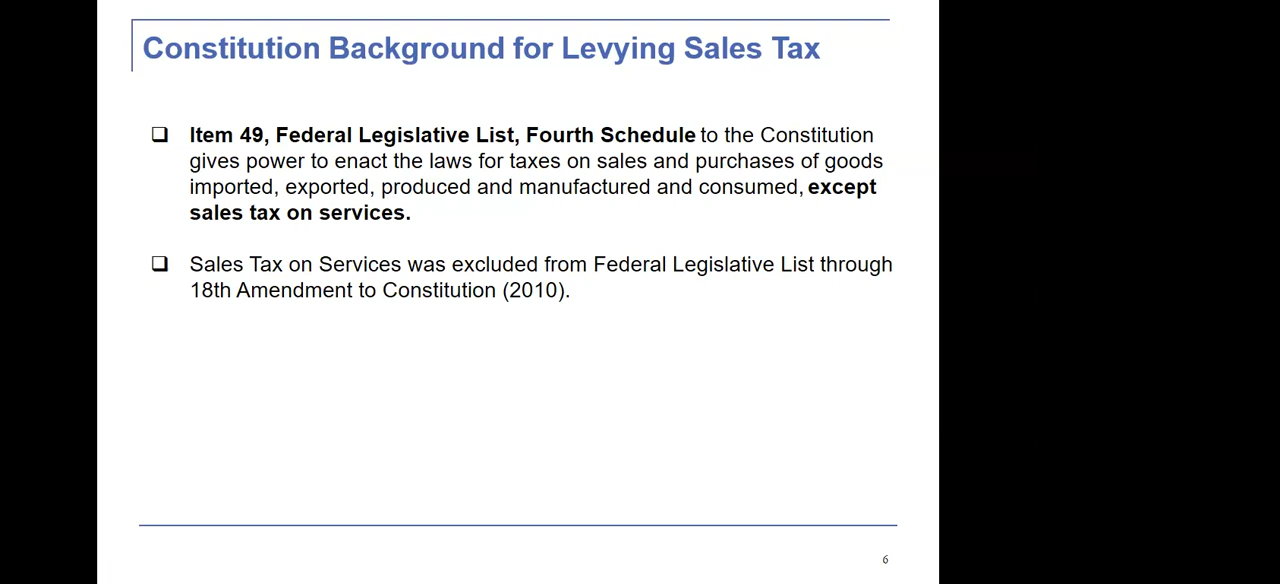 Constitution Background for Levying Sales Tax
Item 49, Federal Legislative List, Fourth Schedule to the Constitution
gives power to enact the laws for taxes on sales and purchases of goods
imported, exported, produced and manufactured and consumed, except
sales tax on services.
Sales Tax on Services was excluded from Federal Legislative List through
18th Amendment to Constitution (2010).
6